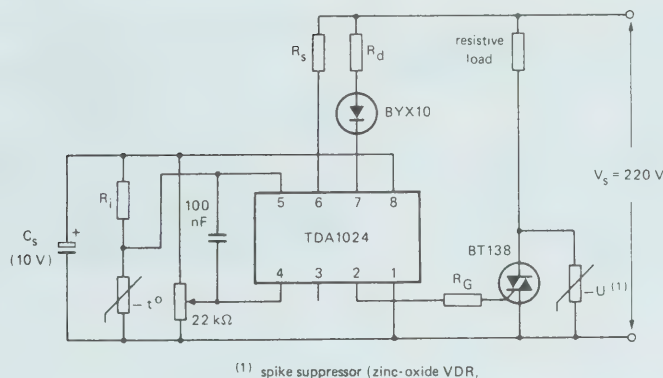 R_s
R_d
resistive
load
BYX10
V_s = 220 V
R_i
100
nF
C_s
+
(10 V)
5 6 7 8
TDA1024
4 3 2 1
BT138
R_G
-t°
22 kΩ
-U (1)
(1) spike suppressor (zinc-oxide VDR,